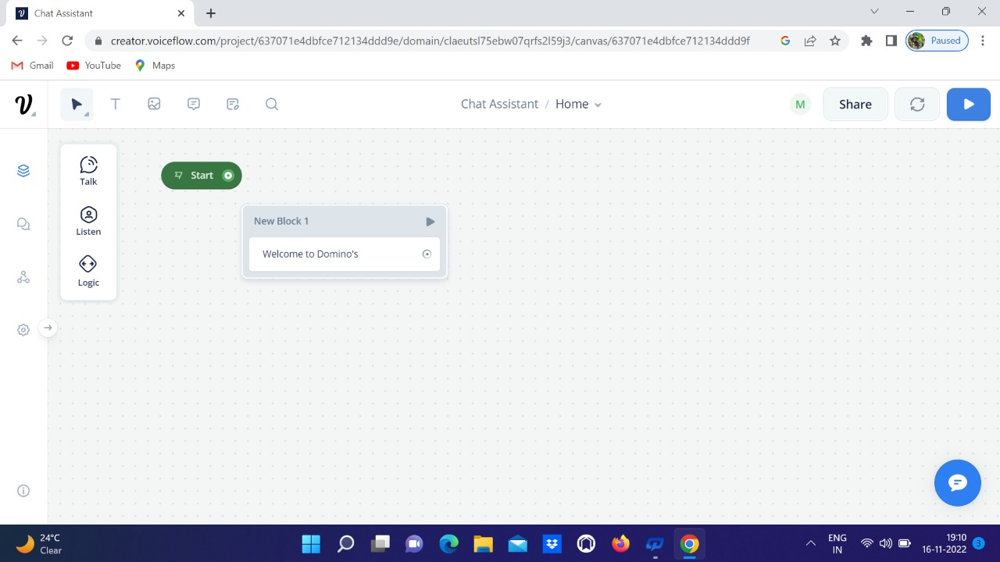 Chat Assistant
creator.voiceflow.com/project/637071e4dbfce712134ddd9e/domain/claeutsl75ebw07qrfs2l59j3/canvas/637071e4dbfce712134ddd9f
Paused
Gmail
YouTube
Maps
Chat Assistant / Home
M
Share
Talk
Listen
Logic
Start
New Block 1
Welcome to Domino's
24°C
Clear
ENG
IN
19:10
16-11-2022
3